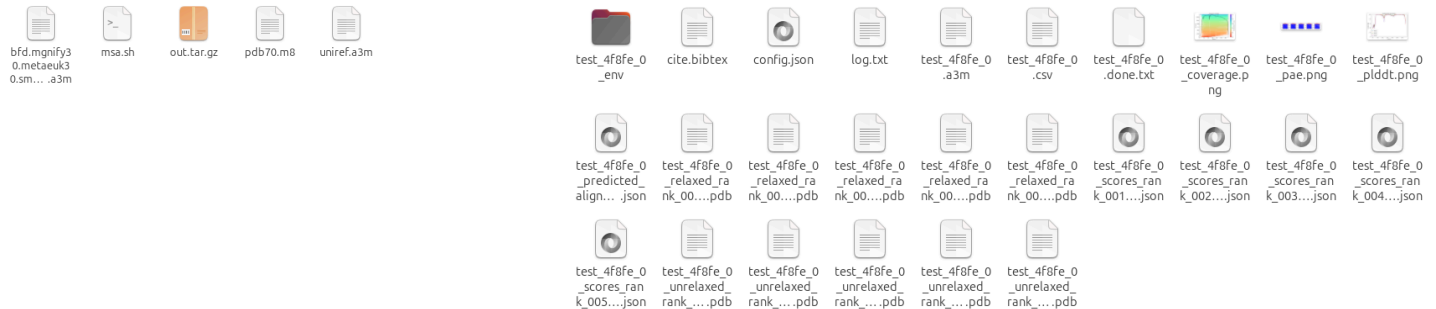 bfd.mgnify3 msa.sh out.tar.gz pdb70.m8 uniref.a3m
0.metaeuk3
0.sm... .a3m
test_4f8fe_0 cite.bibtex config.json log.txt test_4f8fe_0 test_4f8fe_0 test_4f8fe_0 test_4f8fe_0 test_4f8fe_0 test_4f8fe_0
_env .a3m .csv .done.txt _coverage.p _pae.png _plddt.png
ng
test_4f8fe_0 test_4f8fe_0 test_4f8fe_0 test_4f8fe_0 test_4f8fe_0 test_4f8fe_0 test_4f8fe_0 test_4f8fe_0 test_4f8fe_0 test_4f8fe_0
_predicted_ _relaxed_ra _relaxed_ra _relaxed_ra _relaxed_ra _relaxed_ra _scores_ran _scores_ran _scores_ran _scores_ran
align... .json nk_00....pdb nk_00....pdb nk_00....pdb nk_00....pdb nk_00....pdb k_001....json k_002....json k_003....json k_004....json
test_4f8fe_0 test_4f8fe_0 test_4f8fe_0 test_4f8fe_0 test_4f8fe_0 test_4f8fe_0
_scores_ran _unrelaxed_ _unrelaxed_ _unrelaxed_ _unrelaxed_ _unrelaxed_
k_005....json rank_... .pdb rank_... .pdb rank_... .pdb rank_... .pdb rank_... .pdb